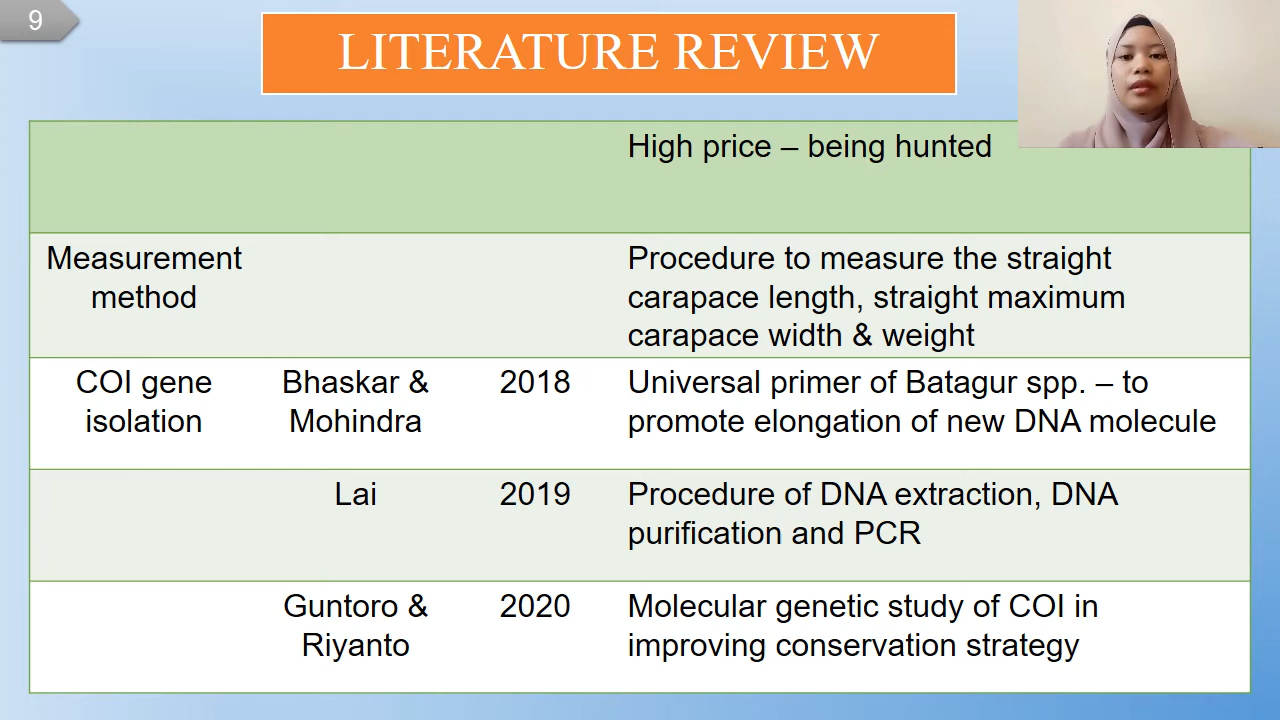 9
LITERATURE REVIEW
High price – being hunted
Measurement
method
Procedure to measure the straight
carapace length, straight maximum
carapace width & weight
COI gene
isolation
Bhaskar &
Mohindra
2018
Universal primer of Batagur spp. – to
promote elongation of new DNA molecule
Lai
2019
Procedure of DNA extraction, DNA
purification and PCR
Guntoro &
Riyanto
2020
Molecular genetic study of COI in
improving conservation strategy